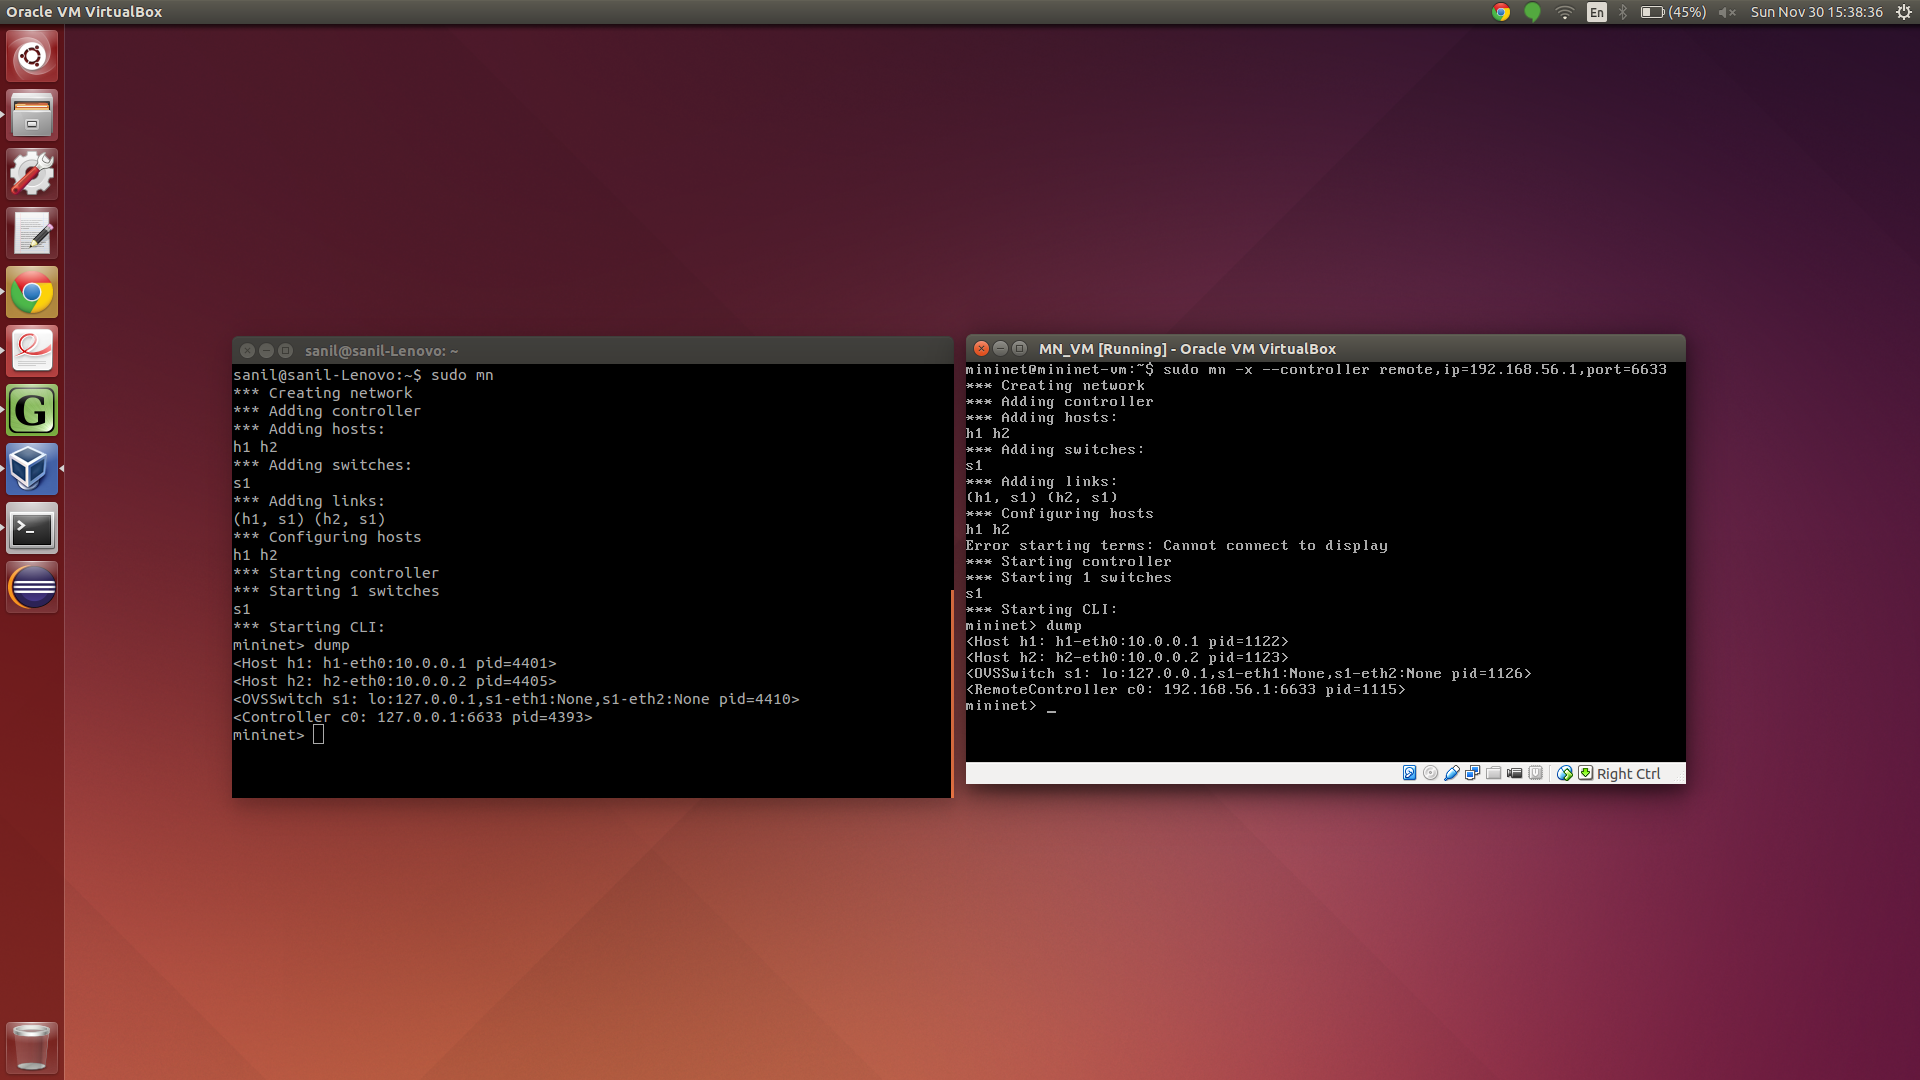 Oracle VM VirtualBox
En
(45%)
Sun Nov 30 15:38:36
sanil@sanil-Lenovo: ~
sanil@sanil-Lenovo:~$ sudo mn
*** Creating network
*** Adding controller
*** Adding hosts:
h1 h2
*** Adding switches:
s1
*** Adding links:
(h1, s1) (h2, s1)
*** Configuring hosts
h1 h2
*** Starting controller
*** Starting 1 switches
s1
*** Starting CLI:
mininet> dump
<Host h1: h1-eth0:10.0.0.1 pid=4401>
<Host h2: h2-eth0:10.0.0.2 pid=4405>
<OVSSwitch s1: lo:127.0.0.1,s1-eth1:None,s1-eth2:None pid=4410>
<Controller c0: 127.0.0.1:6633 pid=4393>
mininet>
MN_VM [Running] - Oracle VM VirtualBox
mininet@mininet-vm:~$ sudo mn -x --controller remote,ip=192.168.56.1,port=6633
*** Creating network
*** Adding controller
*** Adding hosts:
h1 h2
*** Adding switches:
s1
*** Adding links:
(h1, s1) (h2, s1)
*** Configuring hosts
h1 h2
Error starting terms: Cannot connect to display
*** Starting controller
*** Starting 1 switches
s1
*** Starting CLI:
mininet> dump
<Host h1: h1-eth0:10.0.0.1 pid=1122>
<Host h2: h2-eth0:10.0.0.2 pid=1123>
<OVSSwitch s1: lo:127.0.0.1,s1-eth1:None,s1-eth2:None pid=1126>
<RemoteController c0: 192.168.56.1:6633 pid=1115>
mininet> _
Right Ctrl
G
>_